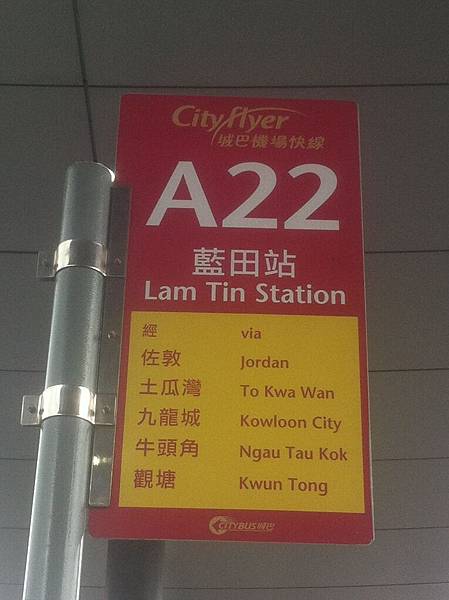 Cityflyer
城巴機場快線
A22
藍田站
Lam Tin Station
經 via
佐敦 Jordan
土瓜灣 To Kwa Wan
九龍城 Kowloon City
牛頭角 Ngau Tau Kok
觀塘 Kwun Tong
CITYBUS 城巴